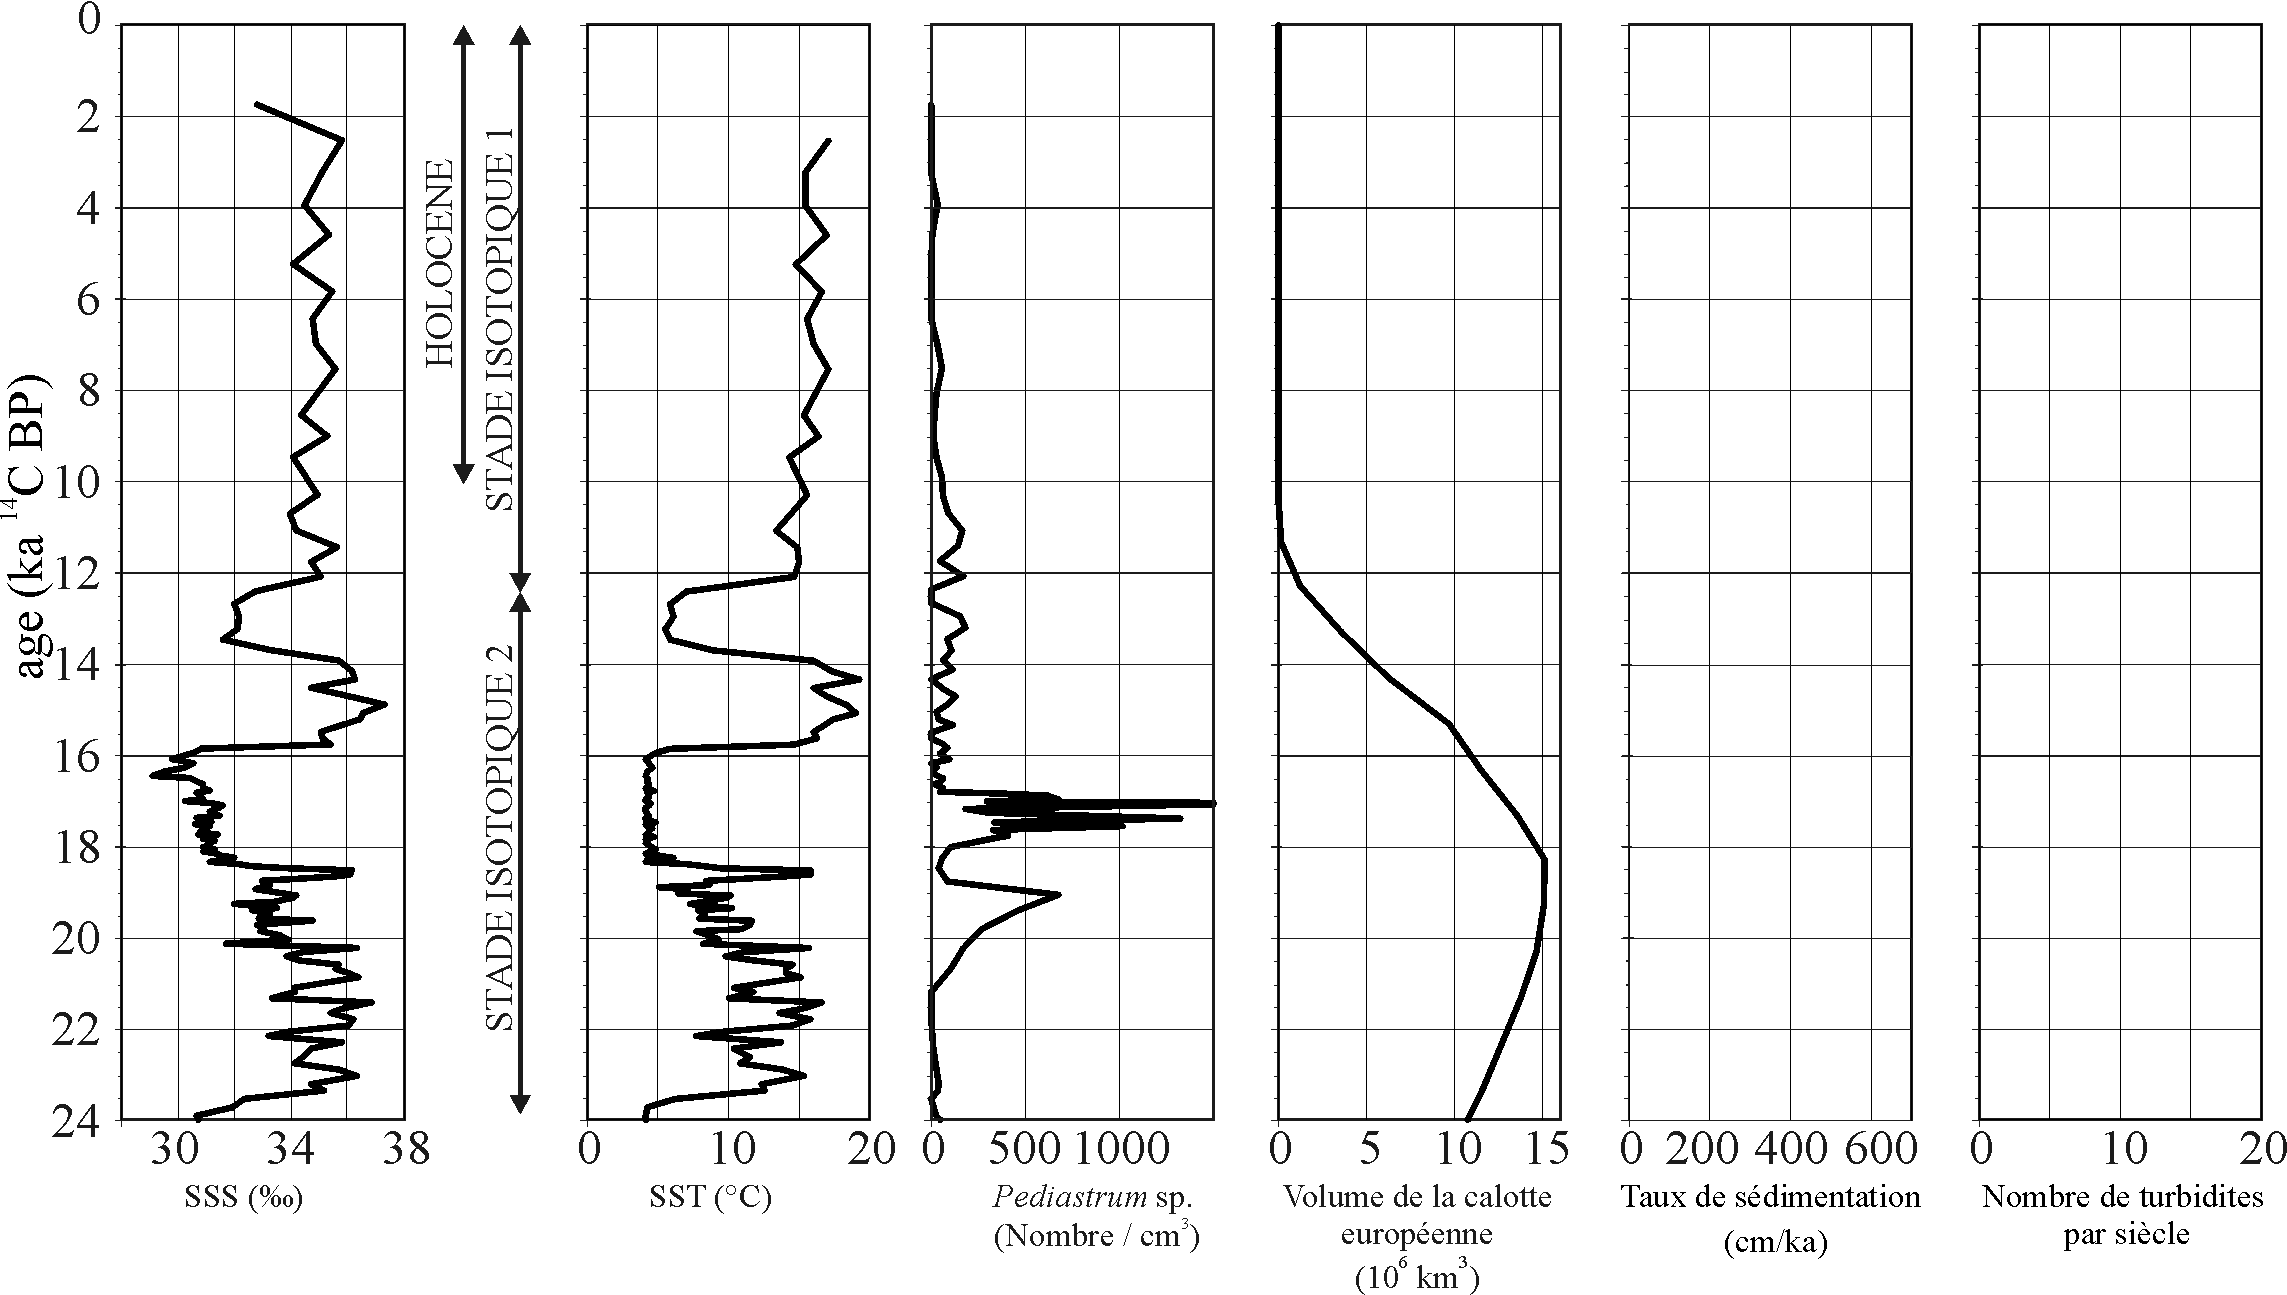 0
2
4
6
8
10
12
14
16
18
20
22
24
age (ka ¹⁴C BP)
30 34 38
SSS (‰)
HOLOCENE
STADE ISOTOPIQUE 1
STADE ISOTOPIQUE 2
0 10 20
SST (°C)
0 500 1000
Pediastrum sp.
(Nombre / cm³)
0 5 10 15
Volume de la calotte
européenne
(10⁶ km³)
0 200 400 600
Taux de sédimentation
(cm/ka)
0 10 20
Nombre de turbidites
par siècle